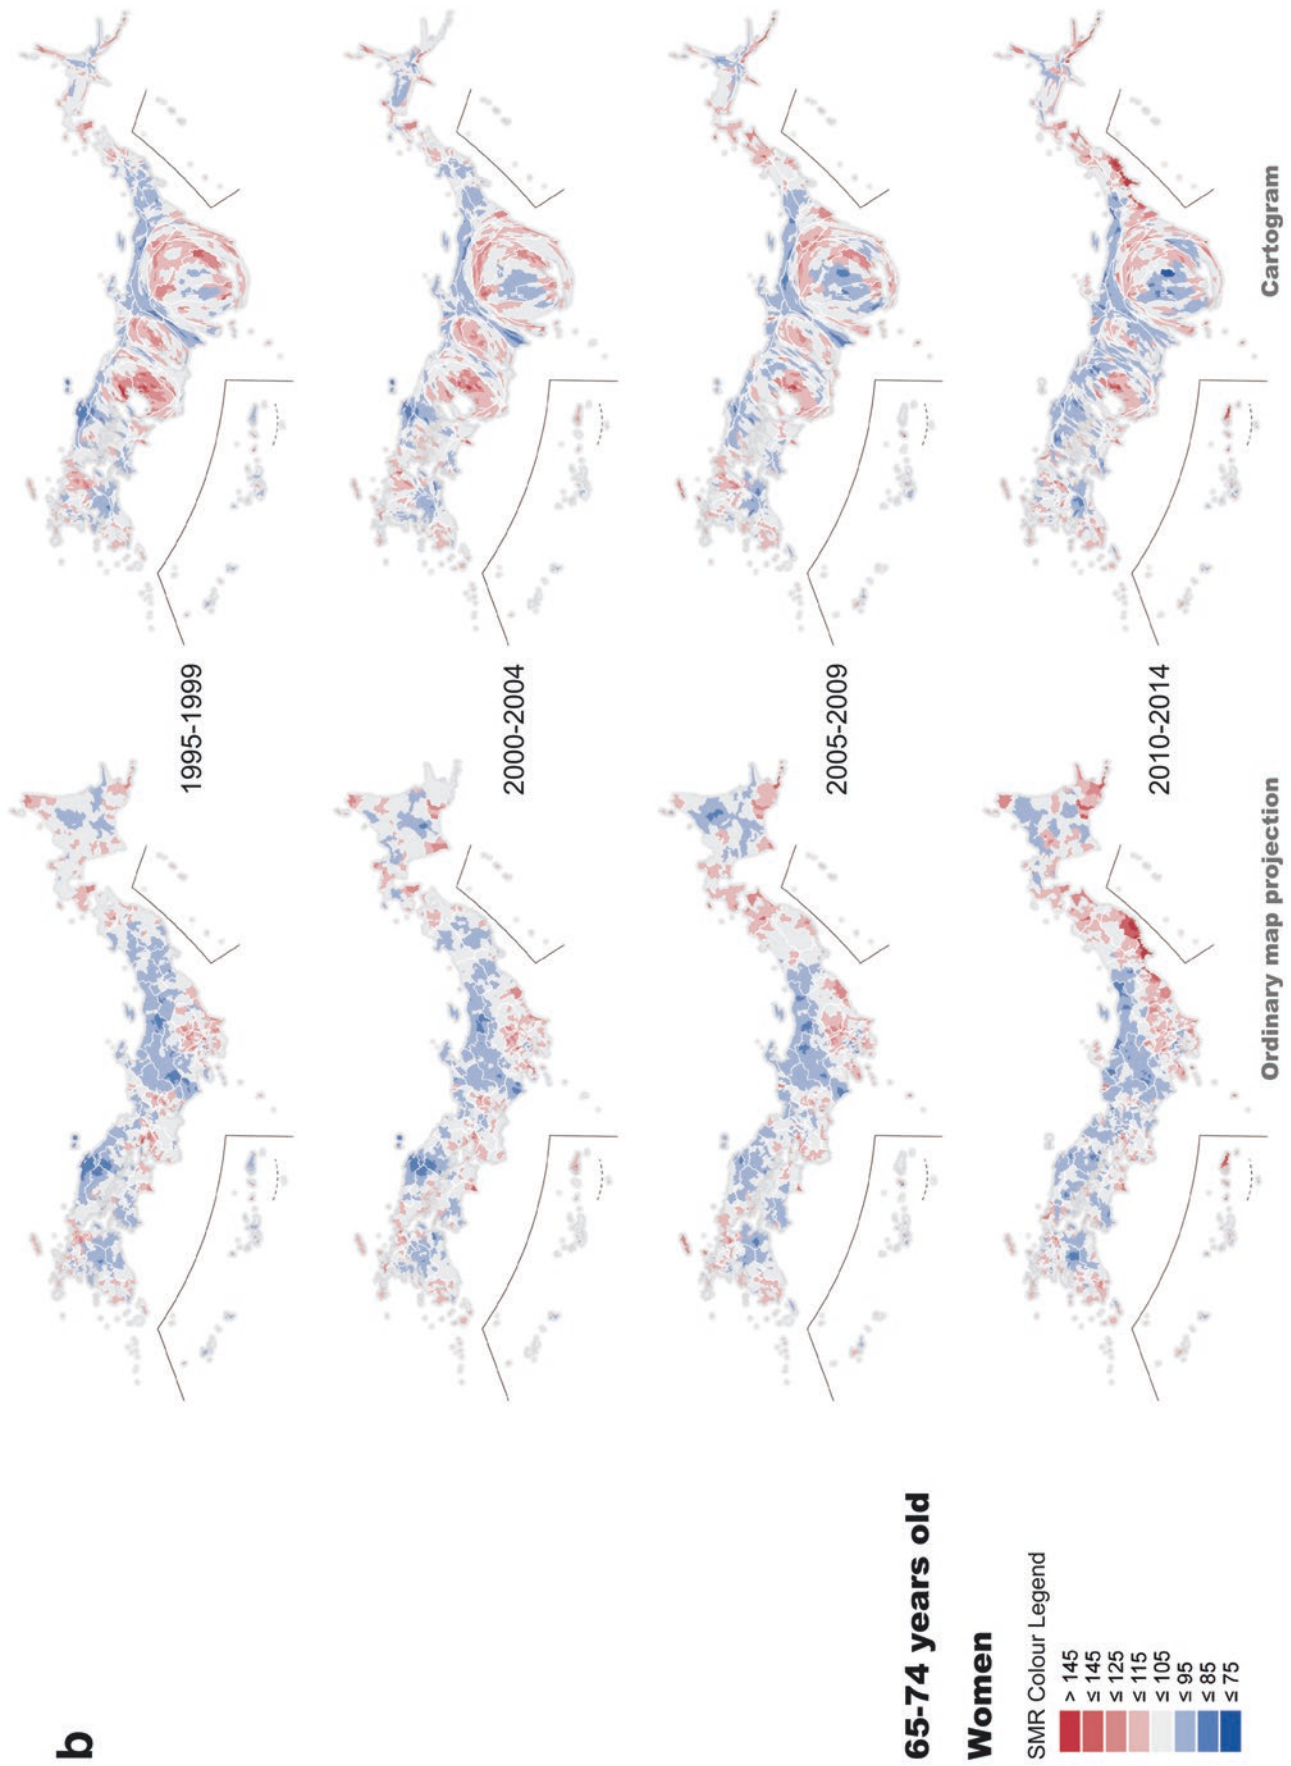 b
1995-1999
2000-2004
2005-2009
2010-2014
Ordinary map projection
Cartogram
65-74 years old
Women
SMR Colour Legend
> 145
≤ 145
≤ 125
≤ 115
≤ 105
≤ 95
≤ 85
≤ 75